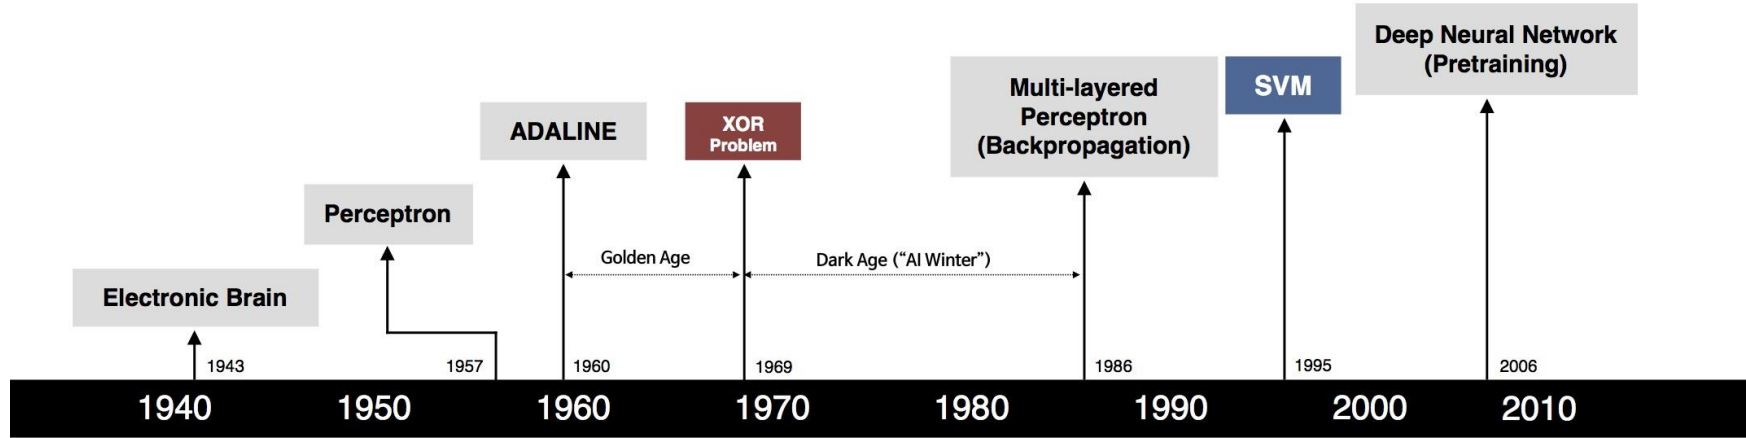 Deep Neural Network
(Pretraining)
Multi-layered
Perceptron
(Backpropagation)
SVM
ADALINE
XOR
Problem
Perceptron
Golden Age
Dark Age (“AI Winter”)
Electronic Brain
1943
1957
1960
1969
1986
1995
2006
1940
1950
1960
1970
1980
1990
2000
2010